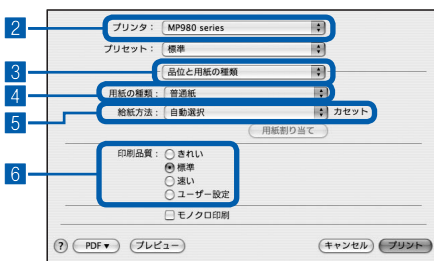 2 プリンタ： MP980 series
プリセット： 標準
3 品位と用紙の種類
4 用紙の種類： 普通紙
5 給紙方法： 自動選択 カセット
用紙割り当て
6 印刷品質： きれい
標準
速い
ユーザー設定
モノクロ印刷
? PDF▼ プレビュー キャンセル プリント